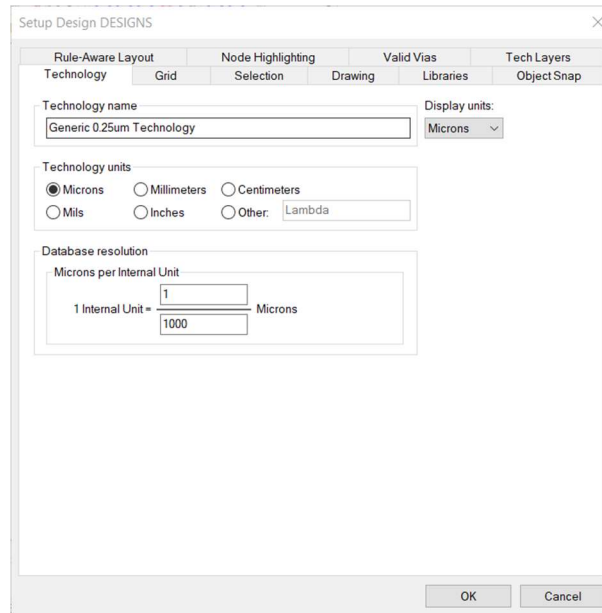 Setup Design DESIGNS
Rule-Aware Layout Node Highlighting Valid Vias Tech Layers
Technology Grid Selection Drawing Libraries Object Snap
Technology name Display units:
Generic 0.25um Technology Microns
Technology units
Microns Millimeters Centimeters
Mils Inches Other: Lambda
Database resolution
Microns per Internal Unit
1
1 Internal Unit = Microns
1000
OK Cancel